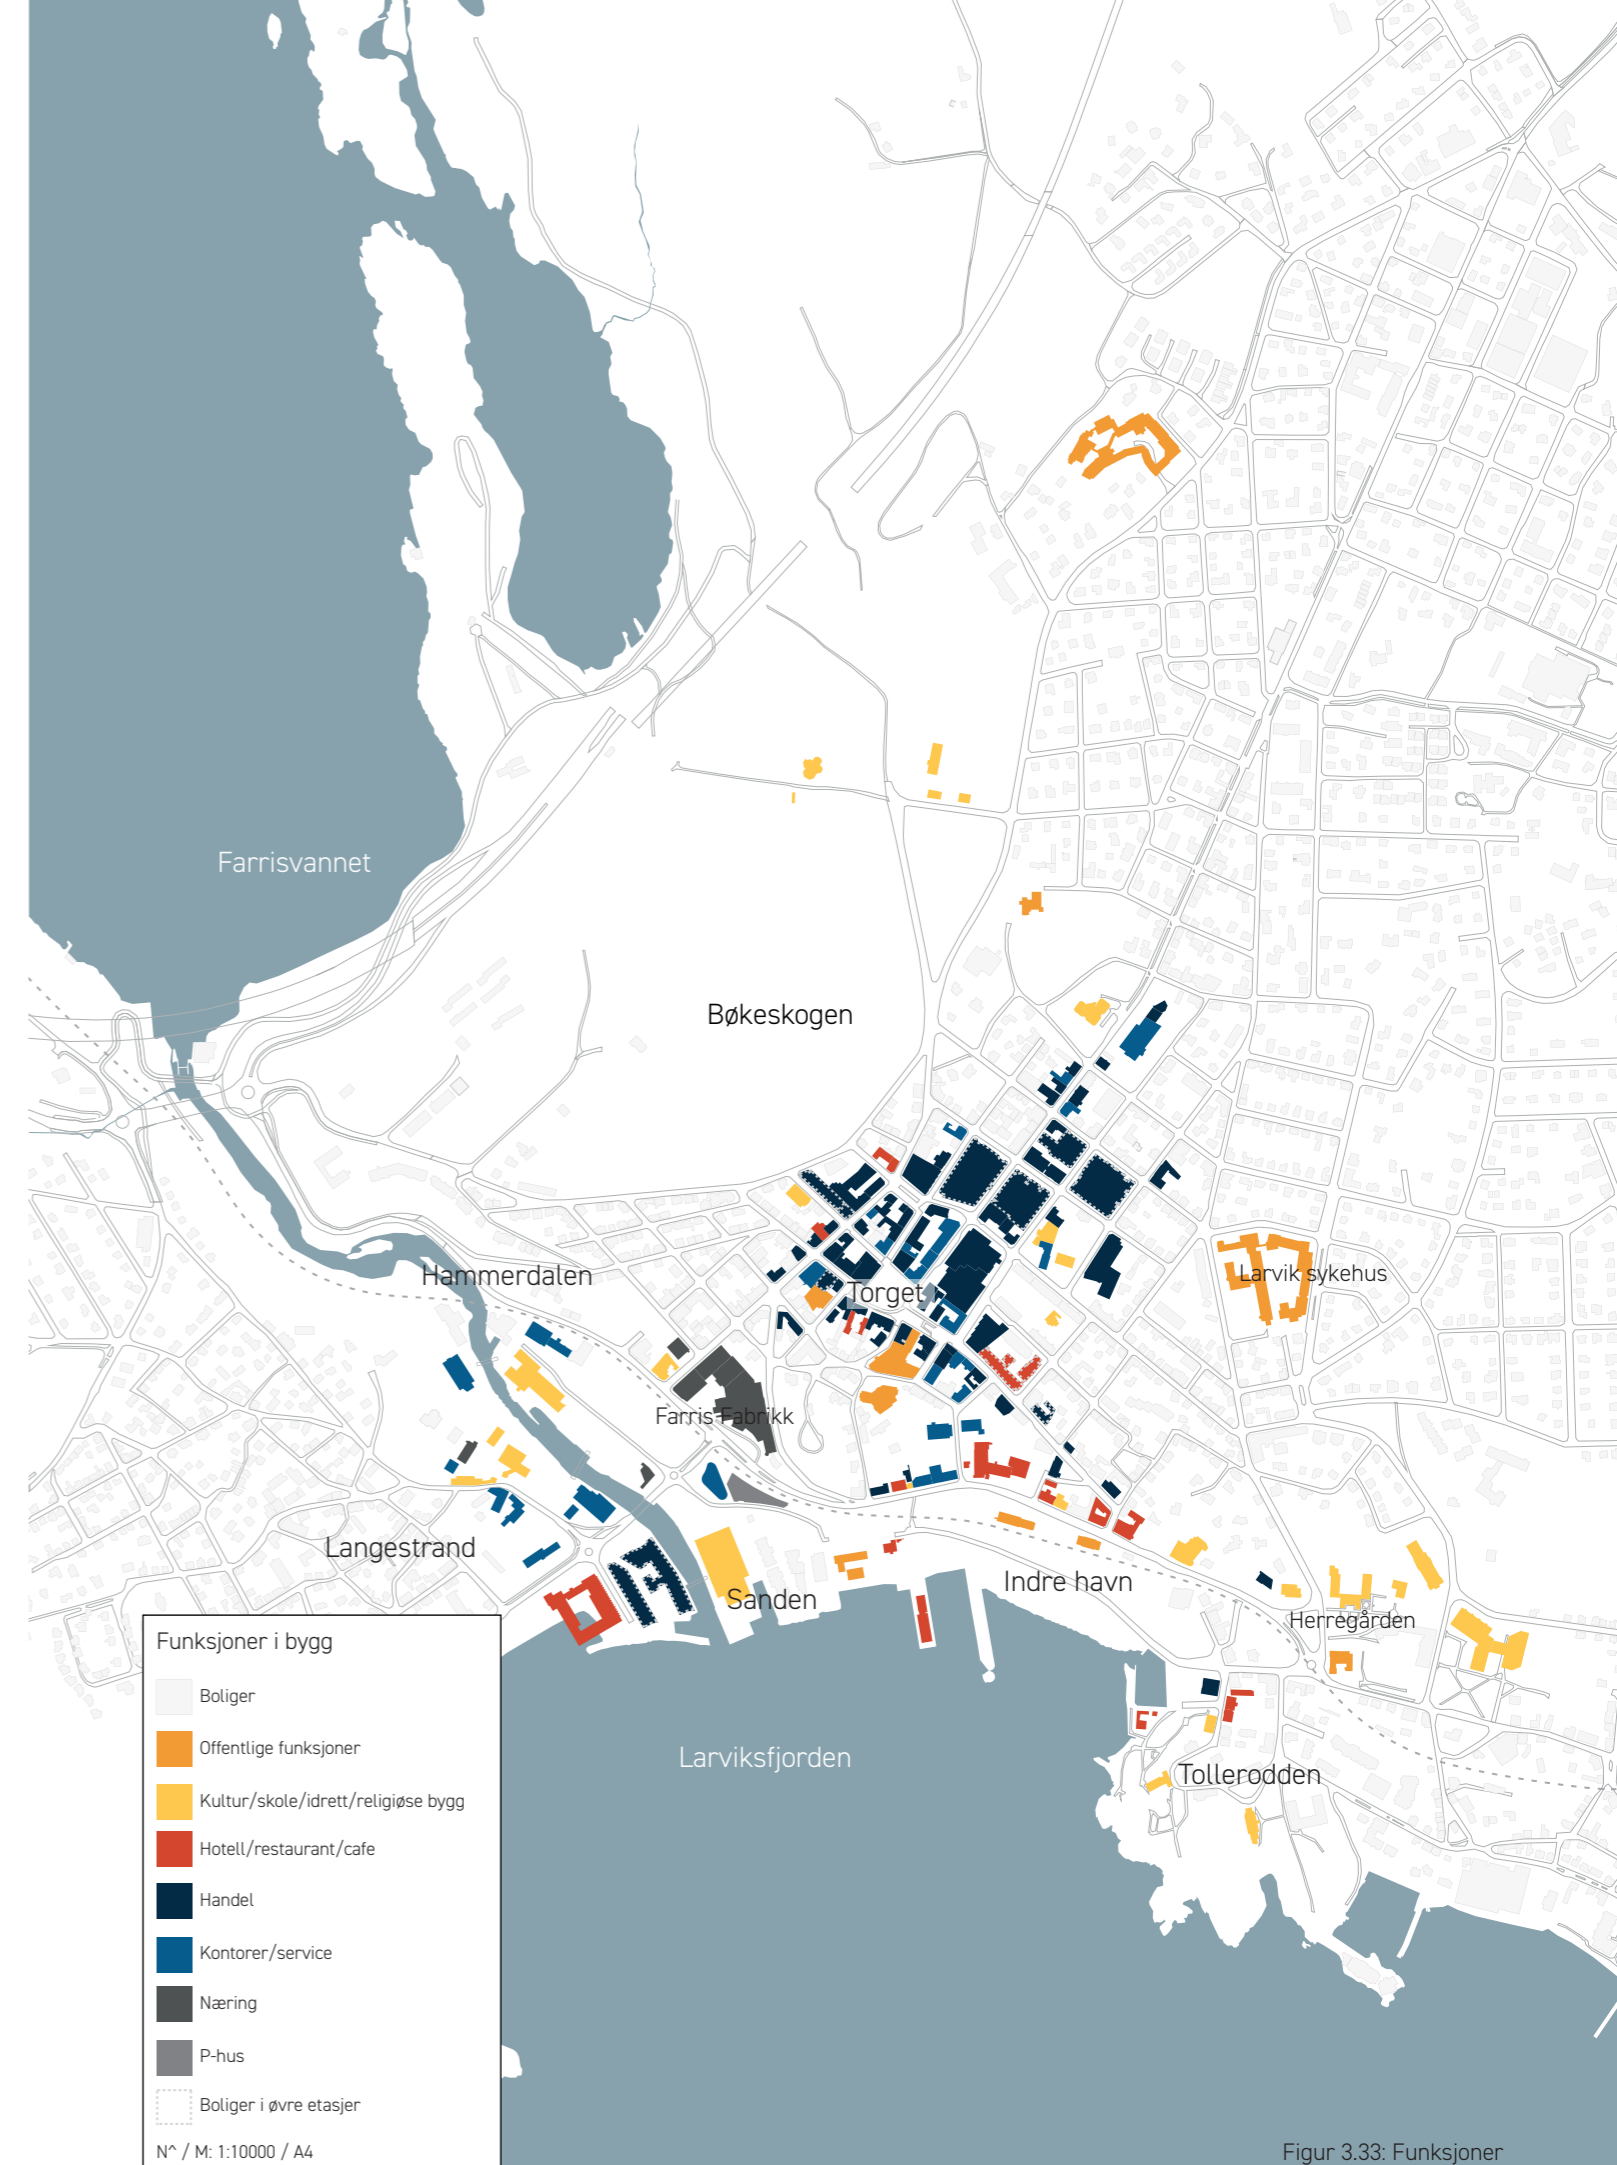 Farrisvannet
Bøkeskogen
Hammerdalen
Larvik sykehus
Torget
Farris Fabrikk
Langestrand
Indre havn
Sanden
Herregården
Larviksfjorden
Tollerodden
Funksjoner i bygg
Boliger
Offentlige funksjoner
Kultur/skole/idrett/religiøse bygg
Hotell/restaurant/cafe
Handel
Kontorer/service
Næring
P-hus
Boliger i øvre etasjer
N^ / M: 1:10000 / A4
Figur 3.33: Funksjoner